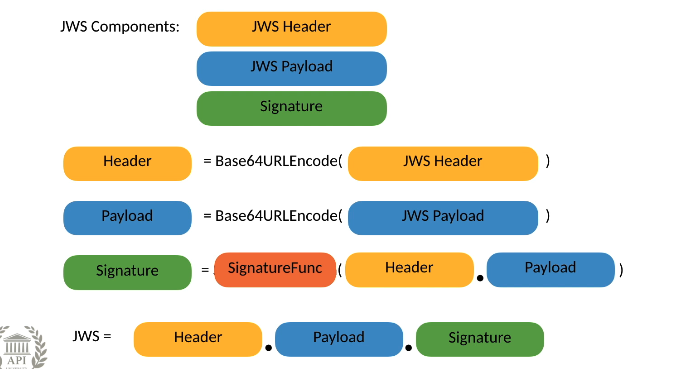 JWS Components: JWS Header
JWS Payload
Signature
Header = Base64URLEncode( JWS Header )
Payload = Base64URLEncode( JWS Payload )
Signature = SignatureFunc ( Header . Payload )
JWS = Header . Payload . Signature
API